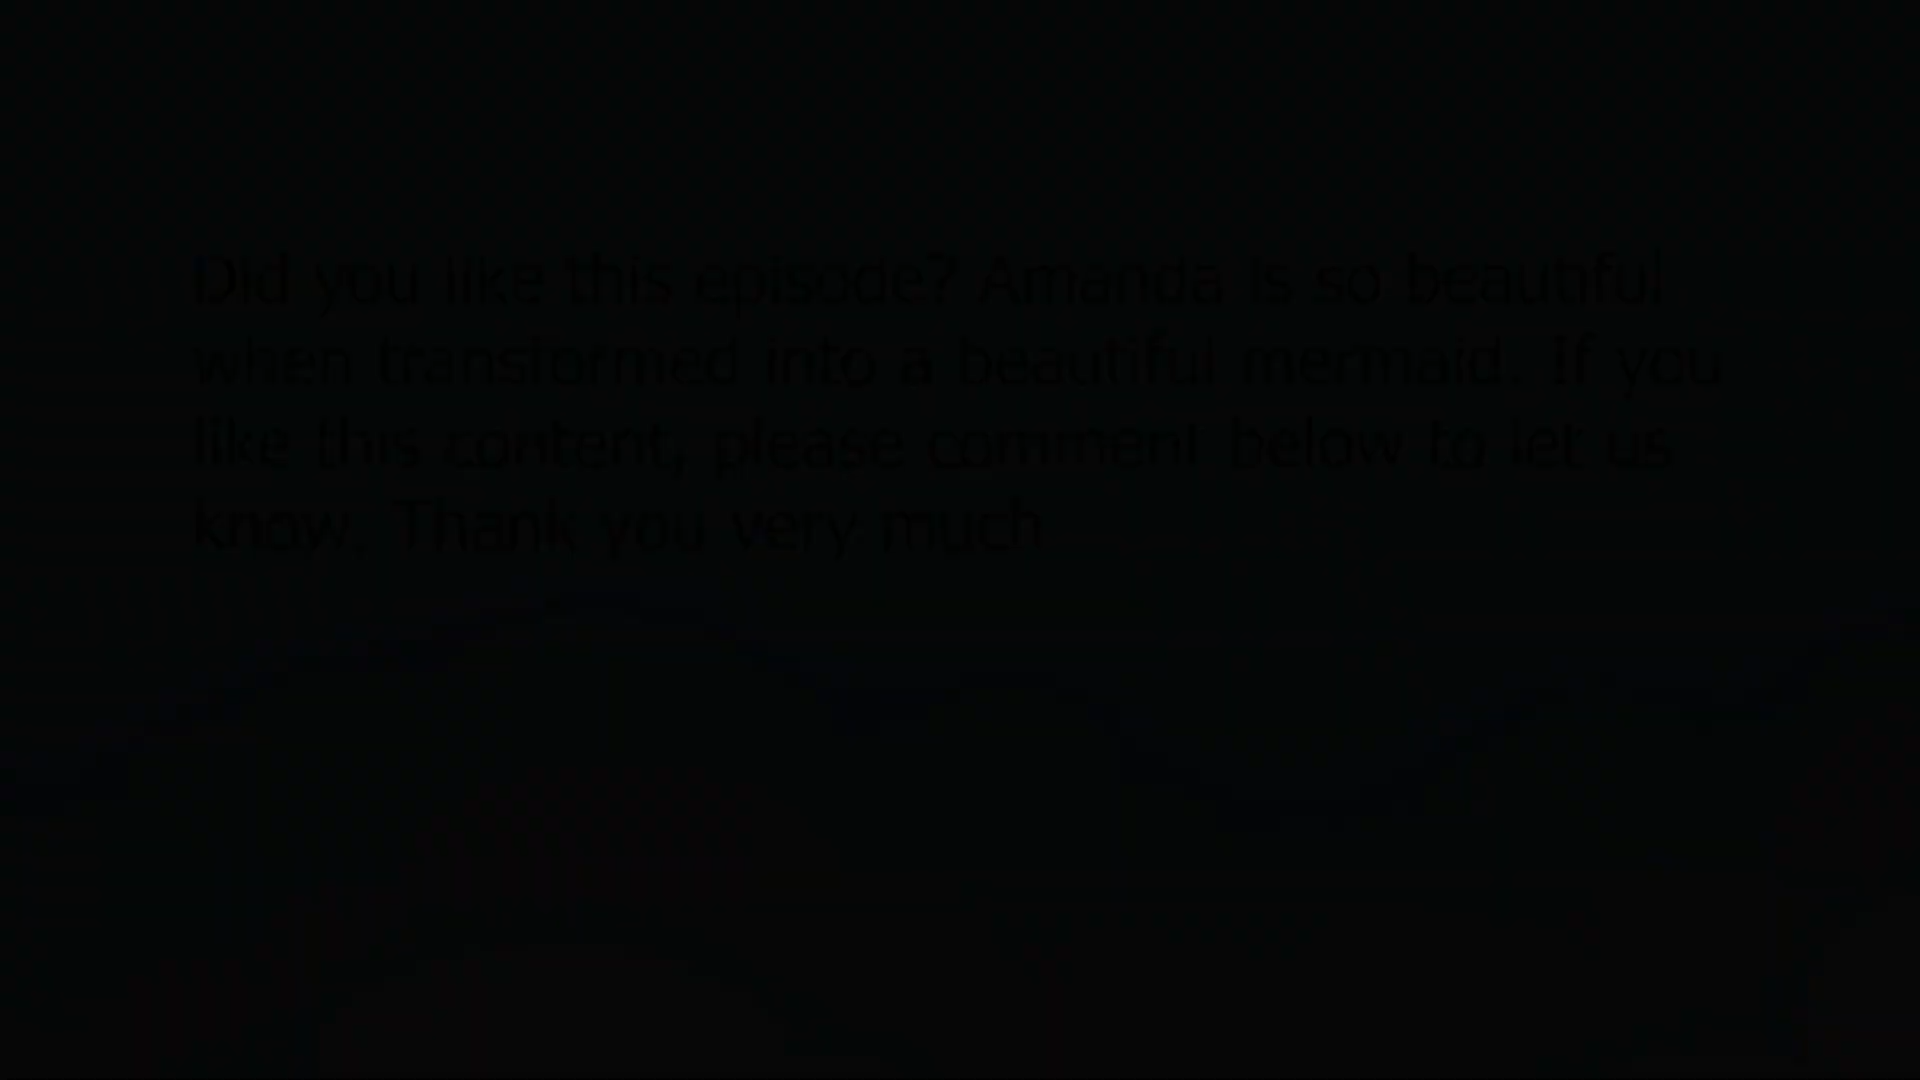 Did you like this episode? Amanda is so beautiful
when transformed into a beautiful mermaid. If you
like this content, please comment below to let us
know. Thank you very much